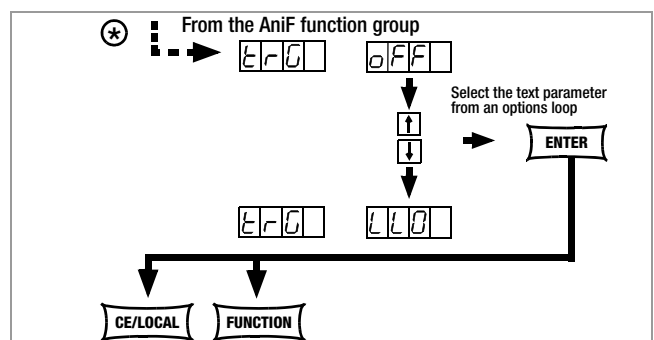 * From the AniF function group
trG oFF
Select the text parameter
from an options loop
↑
↓
ENTER
trG LLO
CE/LOCAL FUNCTION